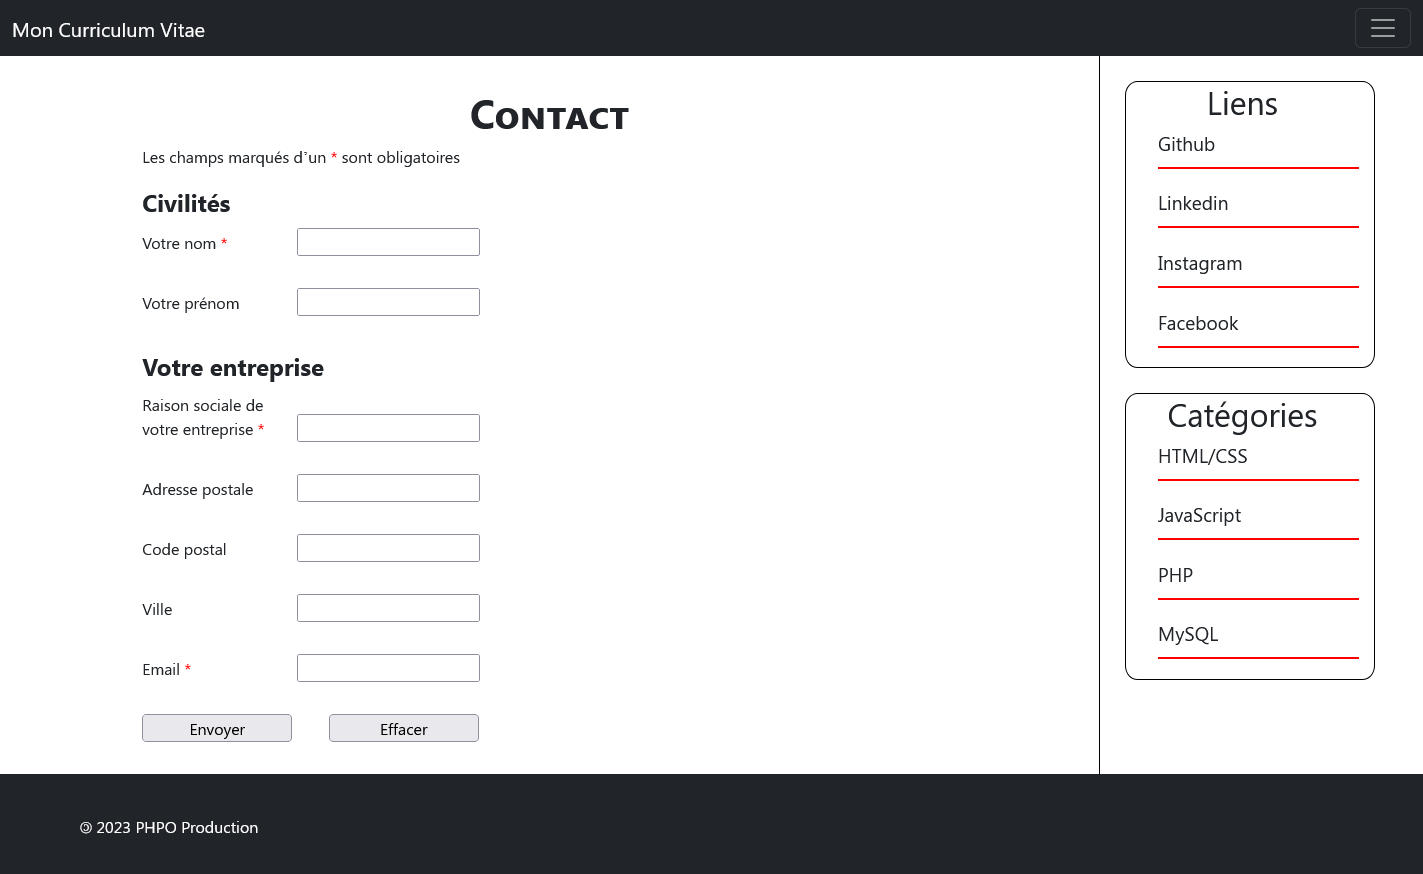 Mon Curriculum Vitae
Contact
Les champs marqués d'un * sont obligatoires
Civilités
Votre nom *
Votre prénom
Votre entreprise
Raison sociale de
votre entreprise *
Adresse postale
Code postal
Ville
Email *
Envoyer
Effacer
Liens
Github
Linkedin
Instagram
Facebook
Catégories
HTML/CSS
JavaScript
PHP
MySQL
© 2023 PHPO Production